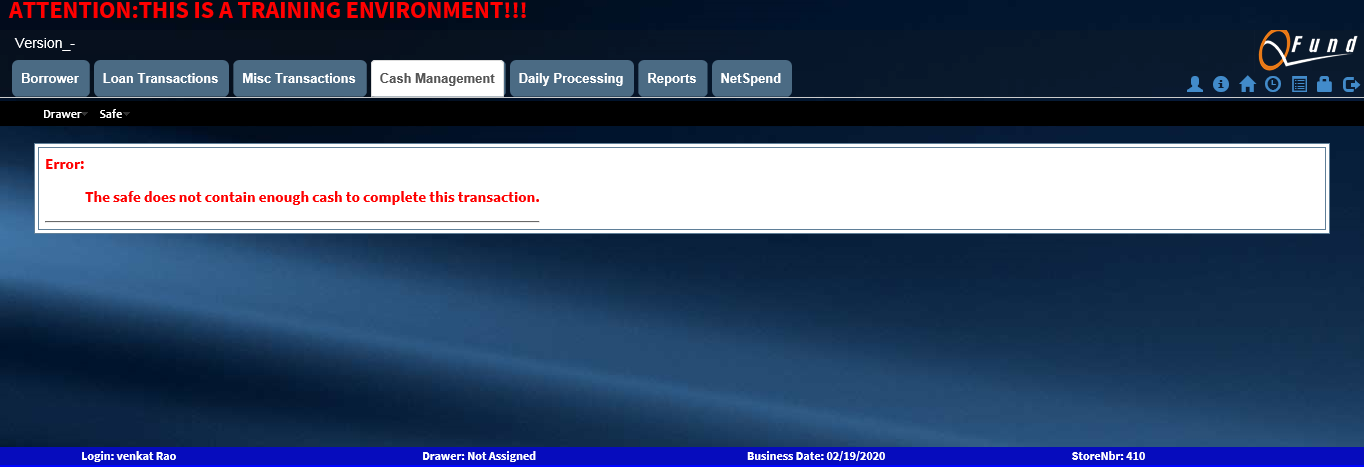 ATTENTION:THIS IS A TRAINING ENVIRONMENT!!!
Version_-
QFund
Borrower Loan Transactions Misc Transactions Cash Management Daily Processing Reports NetSpend
Drawer Safe
Error:
The safe does not contain enough cash to complete this transaction.
Login: venkat Rao Drawer: Not Assigned Business Date: 02/19/2020 StoreNbr: 410